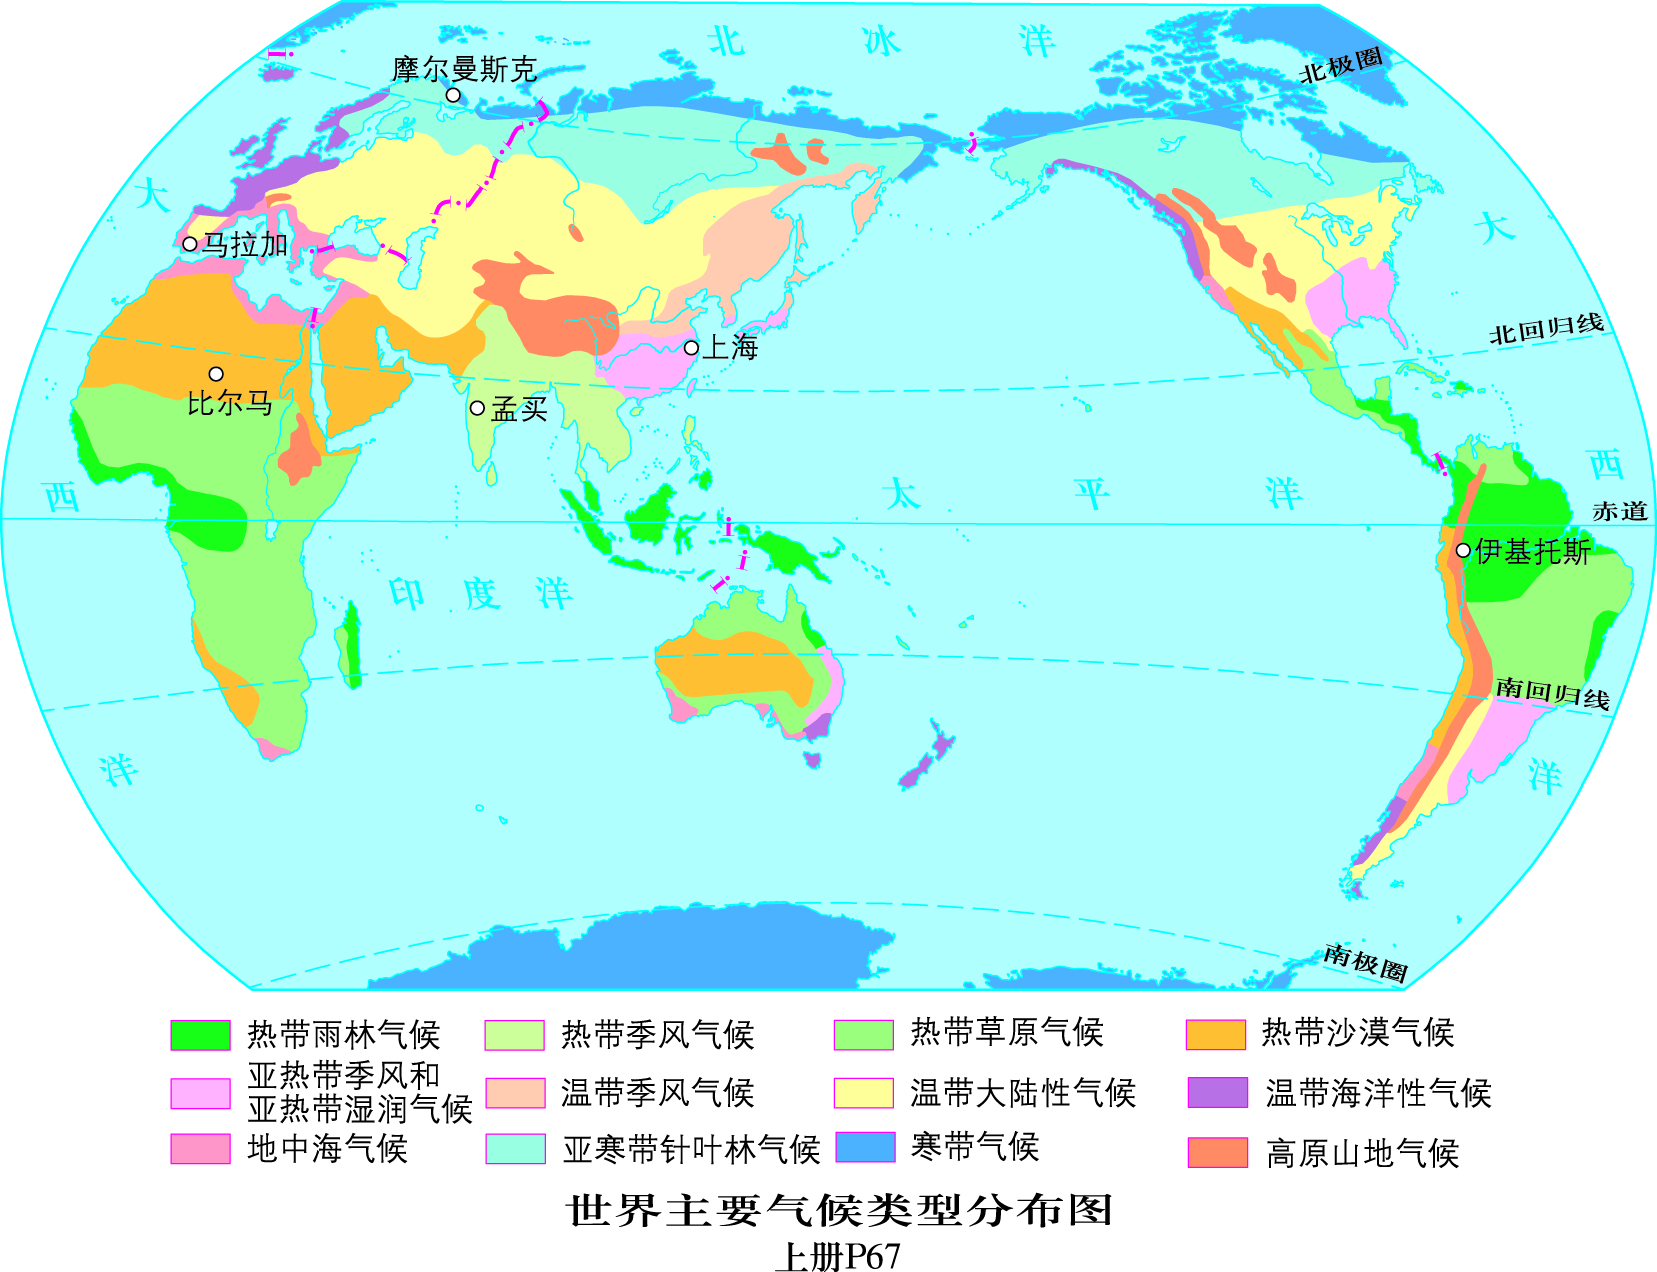 北 冰 洋
北极圈
摩尔曼斯克
大
大
马拉加
北回归线
上海
比尔马
孟买
西
西
太 平 洋
赤道
伊基托斯
印 度 洋
南回归线
洋
洋
南极圈
热带雨林气候
热带季风气候
热带草原气候
热带沙漠气候
亚热带季风和
亚热带湿润气候
温带季风气候
温带大陆性气候
温带海洋性气候
地中海气候
亚寒带针叶林气候
寒带气候
高原山地气候
世界主要气候类型分布图
上册P67